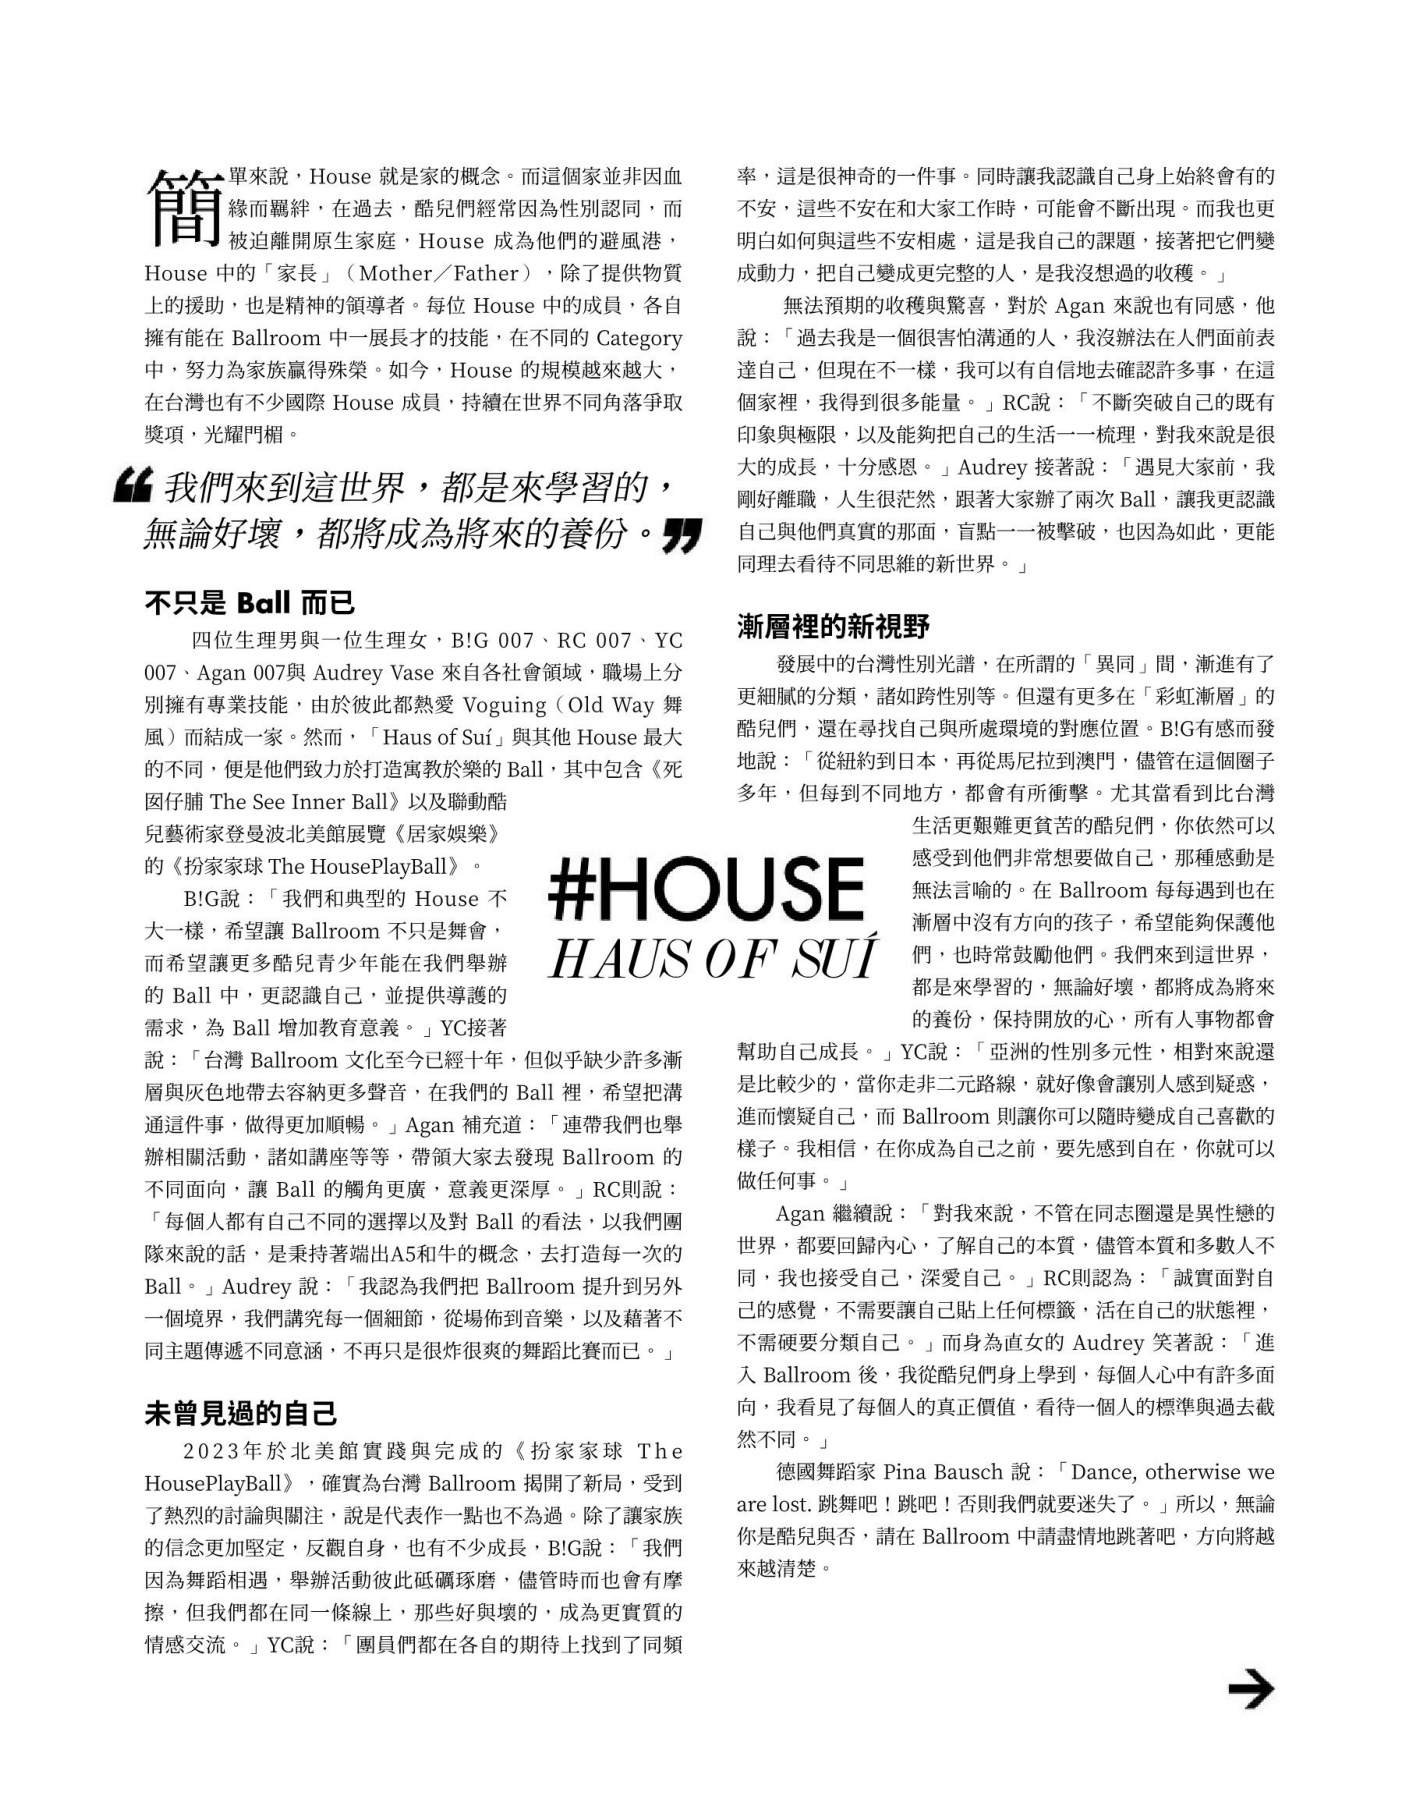 簡單來說，House 就是家的概念。而這個家並非因血
緣而羈絆，在過去，酷兒們經常因為性別認同，而
被迫離開原生家庭，House 成為他們的避風港，
House 中的「家長」（Mother／Father），除了提供物質
上的援助，也是精神的領導者。每位 House 中的成員，各自
擁有能在 Ballroom 中一展長才的技能，在不同的 Category
中，努力為家族贏得殊榮。如今，House 的規模越來越大，
在台灣也有不少國際 House 成員，持續在世界不同角落爭取
獎項，光耀門楣。
❝我們來到這世界，都是來學習的，
無論好壞，都將成為將來的養份。❞
不只是 Ball 而已
四位生理男與一位生理女，B!G 007、RC 007、YC
007、Agan 007與 Audrey Vase 來自各社會領域，職場上分
別擁有專業技能，由於彼此都熱愛 Voguing（Old Way 舞
風）而結成一家。然而，「Haus of Suí」與其他 House 最大
的不同，便是他們致力於打造寓教於樂的 Ball，其中包含《死
囡仔脯 The See Inner Ball》以及聯動酷
兒藝術家登曼波北美館展覽《居家娛樂》
的《扮家家球 The HousePlayBall》。
B!G說：「我們和典型的 House 不
大一樣，希望讓 Ballroom 不只是舞會，
而希望讓更多酷兒青少年能在我們舉辦
的 Ball 中，更認識自己，並提供導護的
需求，為 Ball 增加教育意義。」YC接著
說：「台灣 Ballroom 文化至今已經十年，但似乎缺少許多漸
層與灰色地帶去容納更多聲音，在我們的 Ball 裡，希望把溝
通這件事，做得更加順暢。」Agan 補充道：「連帶我們也舉
辦相關活動，諸如講座等等，帶領大家去發現 Ballroom 的
不同面向，讓 Ball 的觸角更廣，意義更深厚。」RC則說：
「每個人都有自己不同的選擇以及對 Ball 的看法，以我們團
隊來說的話，是秉持著端出A5和牛的概念，去打造每一次的
Ball。」Audrey 說：「我認為我們把 Ballroom 提升到另外
一個境界，我們講究每一個細節，從場佈到音樂，以及藉著不
同主題傳遞不同意涵，不再只是很炸很爽的舞蹈比賽而已。」
未曾見過的自己
2023年於北美館實踐與完成的《扮家家球 The
HousePlayBall》，確實為台灣 Ballroom 揭開了新局，受到
了熱烈的討論與關注，說是代表作一點也不為過。除了讓家族
的信念更加堅定，反觀自身，也有不少成長，B!G說：「我們
因為舞蹈相遇，舉辦活動彼此砥礪琢磨，儘管時而也會有摩
擦，但我們都在同一條線上，那些好與壞的，成為更實質的
情感交流。」YC說：「團員們都在各自的期待上找到了同頻
率，這是很神奇的一件事。同時讓我認識自己身上始終會有的
不安，這些不安在和大家工作時，可能會不斷出現。而我也更
明白如何與這些不安相處，這是我自己的課題，接著把它們變
成動力，把自己變成更完整的人，是我沒想過的收穫。」
無法預期的收穫與驚喜，對於 Agan 來說也有同感，他
說：「過去我是一個很害怕溝通的人，我沒辦法在人們面前表
達自己，但現在不一樣，我可以有自信地去確認許多事，在這
個家裡，我得到很多能量。」RC說：「不斷突破自己的既有
印象與極限，以及能夠把自己的生活一一梳理，對我來說是很
大的成長，十分感恩。」Audrey 接著說：「遇見大家前，我
剛好離職，人生很茫然，跟著大家辦了兩次 Ball，讓我更認識
自己與他們真實的那面，盲點一一被擊破，也因為如此，更能
同理去看待不同思維的新世界。」
漸層裡的新視野
發展中的台灣性別光譜，在所謂的「異同」間，漸進有了
更細膩的分類，諸如跨性別等。但還有更多在「彩虹漸層」的
酷兒們，還在尋找自己與所處環境的對應位置。B!G有感而發
地說：「從紐約到日本，再從馬尼拉到澳門，儘管在這個圈子
多年，但每到不同地方，都會有所衝擊。尤其當看到比台灣
生活更艱難更貧苦的酷兒們，你依然可以
感受到他們非常想要做自己，那種感動是
無法言喻的。在 Ballroom 每每遇到也在
漸層中沒有方向的孩子，希望能夠保護他
們，也時常鼓勵他們。我們來到這世界，
都是來學習的，無論好壞，都將成為將來
的養份，保持開放的心，所有人事物都會
幫助自己成長。」YC說：「亞洲的性別多元性，相對來說還
是比較少的，當你走非二元路線，就好像會讓別人感到疑惑，
進而懷疑自己，而 Ballroom 則讓你可以隨時變成自己喜歡的
樣子。我相信，在你成為自己之前，要先感到自在，你就可以
做任何事。」
Agan 繼續說：「對我來說，不管在同志圈還是異性戀的
世界，都要回歸內心，了解自己的本質，儘管本質和多數人不
同，我也接受自己，深愛自己。」RC則認為：「誠實面對自
己的感覺，不需要讓自己貼上任何標籤，活在自己的狀態裡，
不需硬要分類自己。」而身為直女的 Audrey 笑著說：「進
入 Ballroom 後，我從酷兒們身上學到，每個人心中有許多面
向，我看見了每個人的真正價值，看待一個人的標準與過去截
然不同。」
德國舞蹈家 Pina Bausch 說：「Dance, otherwise we
are lost. 跳舞吧！跳吧！否則我們就要迷失了。」所以，無論
你是酷兒與否，請在 Ballroom 中請盡情地跳著吧，方向將越
來越清楚。
#HOUSE
HAUS OF SUÍ